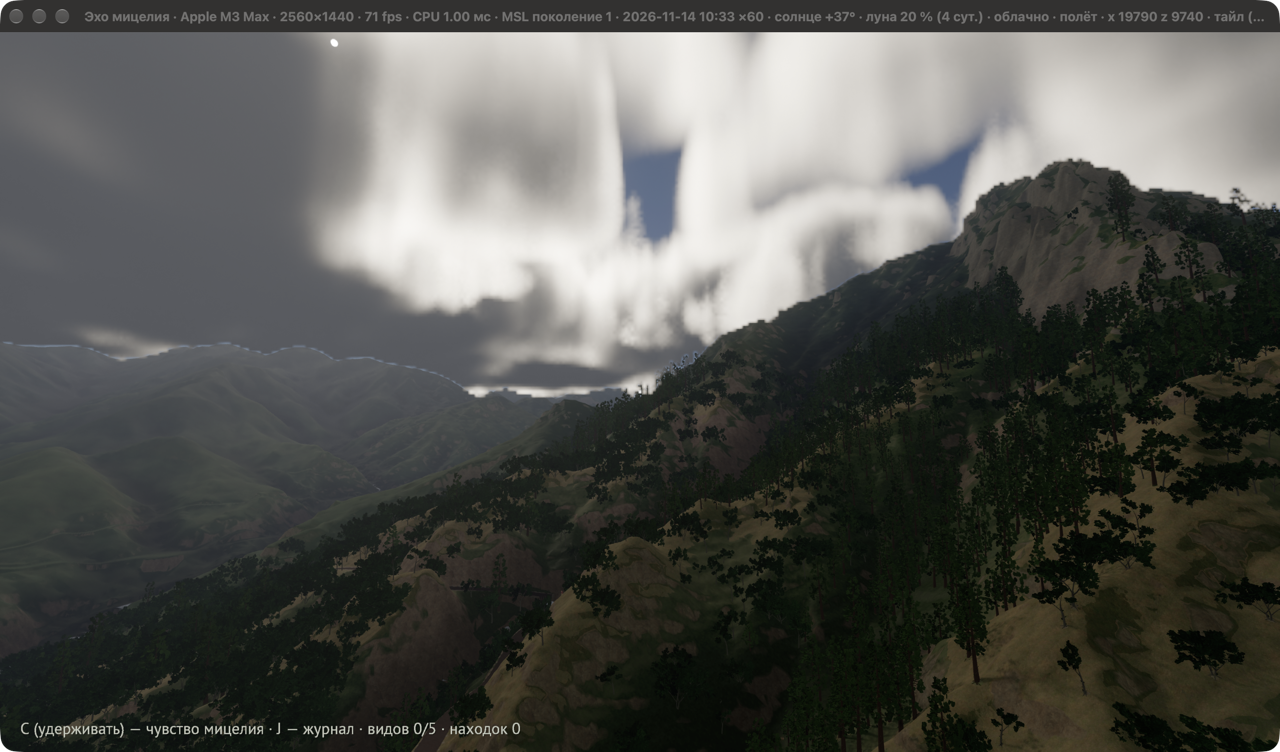 Эхо мицелия · Apple M3 Max · 2560×1440 · 71 fps · CPU 1.00 мс · MSL поколение 1 · 2026-11-14 10:33 ×60 · солнце +37° · луна 20 % (4 сут.) · облачно · полёт · x 19790 z 9740 · тайл (...
C (удерживать) — чувство мицелия · J — журнал · видов 0/5 · находок 0